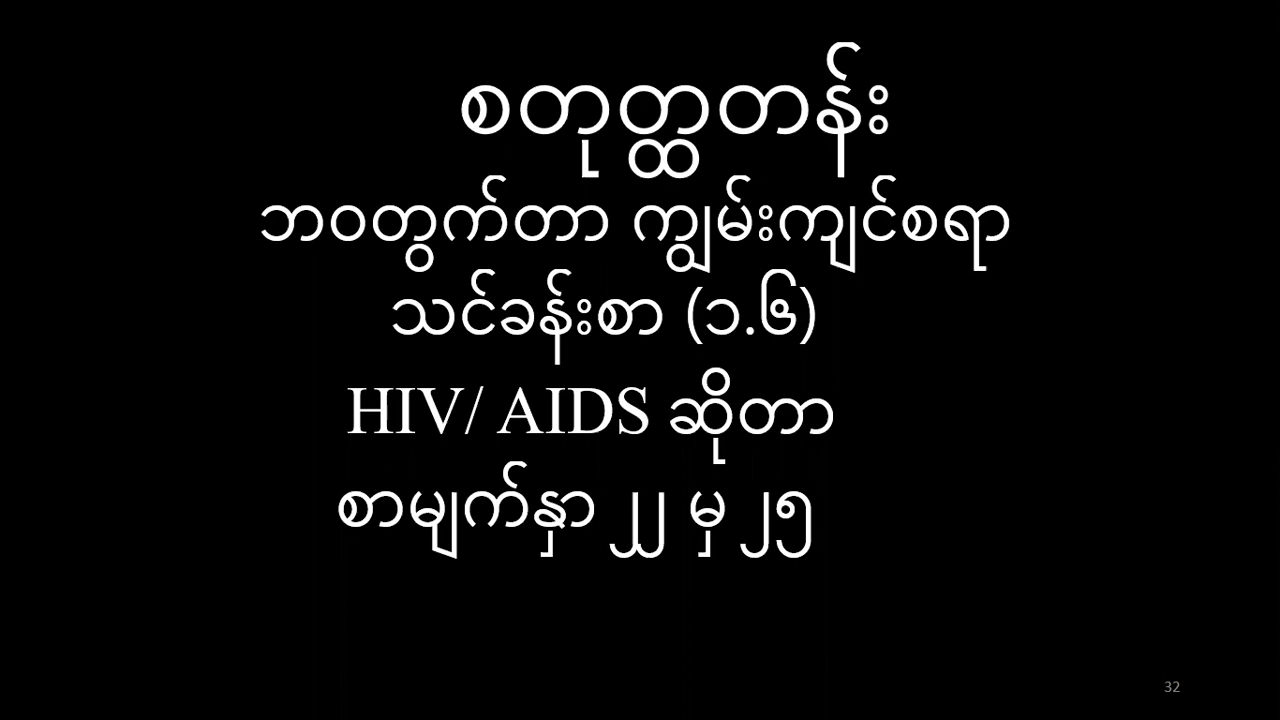 စတုတ္ထတန်း
ဘဝတွက်တာ ကျွမ်းကျင်စရာ
သင်ခန်းစာ (၁.၆)
HIV/ AIDS ဆိုတာ
စာမျက်နှာ ၂၂ မှ ၂၅
32